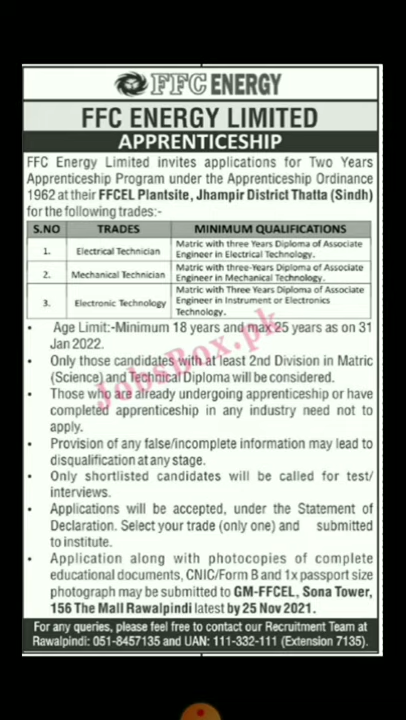 FFC ENERGY
FFC ENERGY LIMITED
APPRENTICESHIP
FFC Energy Limited invites applications for Two Years
Apprenticeship Program under the Apprenticeship Ordinance
1962 at their FFCEL Plantsite, Jhampir District Thatta (Sindh)
for the following trades:-
S.NO TRADES MINIMUM QUALIFICATIONS
1. Electrical Technician Matric with three Years Diploma of Associate
Engineer in Electrical Technology.
2. Mechanical Technician Matric with three-Years Diploma of Associate
Engineer in Mechanical Technology.
3. Electronic Technology Matric with Three Years Diploma of Associate
Engineer in Instrument or Electronics
Technology.
• Age Limit:-Minimum 18 years and max 25 years as on 31
Jan 2022.
• Only those candidates with at least 2nd Division in Matric
(Science) and Technical Diploma will be considered.
• Those who are already undergoing apprenticeship or have
completed apprenticeship in any industry need not to
apply.
• Provision of any false/incomplete information may lead to
disqualification at any stage.
• Only shortlisted candidates will be called for test/
interviews.
• Applications will be accepted, under the Statement of
Declaration. Select your trade (only one) and submitted
to institute.
• Application along with photocopies of complete
educational documents, CNIC/Form B and 1x passport size
photograph may be submitted to GM-FFCEL, Sona Tower,
156 The Mall Rawalpindi latest by 25 Nov 2021.
For any queries, please feel free to contact our Recruitment Team at
Rawalpindi: 051-8457135 and UAN: 111-332-111 (Extension 7135).
JobsBox.pk